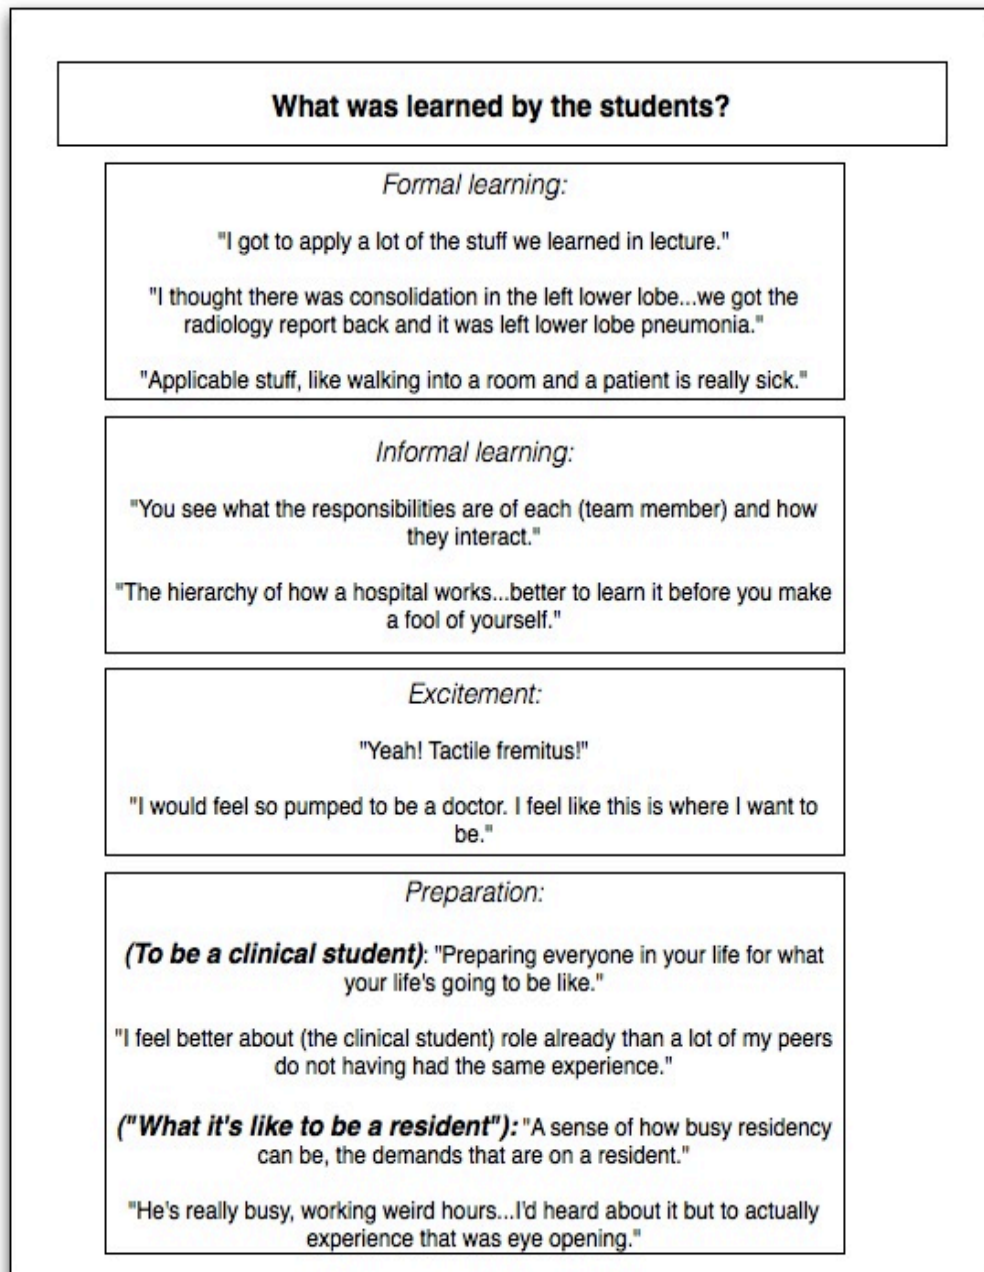 What was learned by the students?
Formal learning:
"I got to apply a lot of the stuff we learned in lecture."
"I thought there was consolidation in the left lower lobe...we got the
radiology report back and it was left lower lobe pneumonia."
"Applicable stuff, like walking into a room and a patient is really sick."
Informal learning:
"You see what the responsibilities are of each (team member) and how
they interact."
"The hierarchy of how a hospital works...better to learn it before you make
a fool of yourself."
Excitement:
"Yeah! Tactile fremitus!"
"I would feel so pumped to be a doctor. I feel like this is where I want to
be."
Preparation:
(To be a clinical student): "Preparing everyone in your life for what
your life's going to be like."
"I feel better about (the clinical student) role already than a lot of my peers
do not having had the same experience."
("What it's like to be a resident"): "A sense of how busy residency
can be, the demands that are on a resident."
"He's really busy, working weird hours...I'd heard about it but to actually
experience that was eye opening."